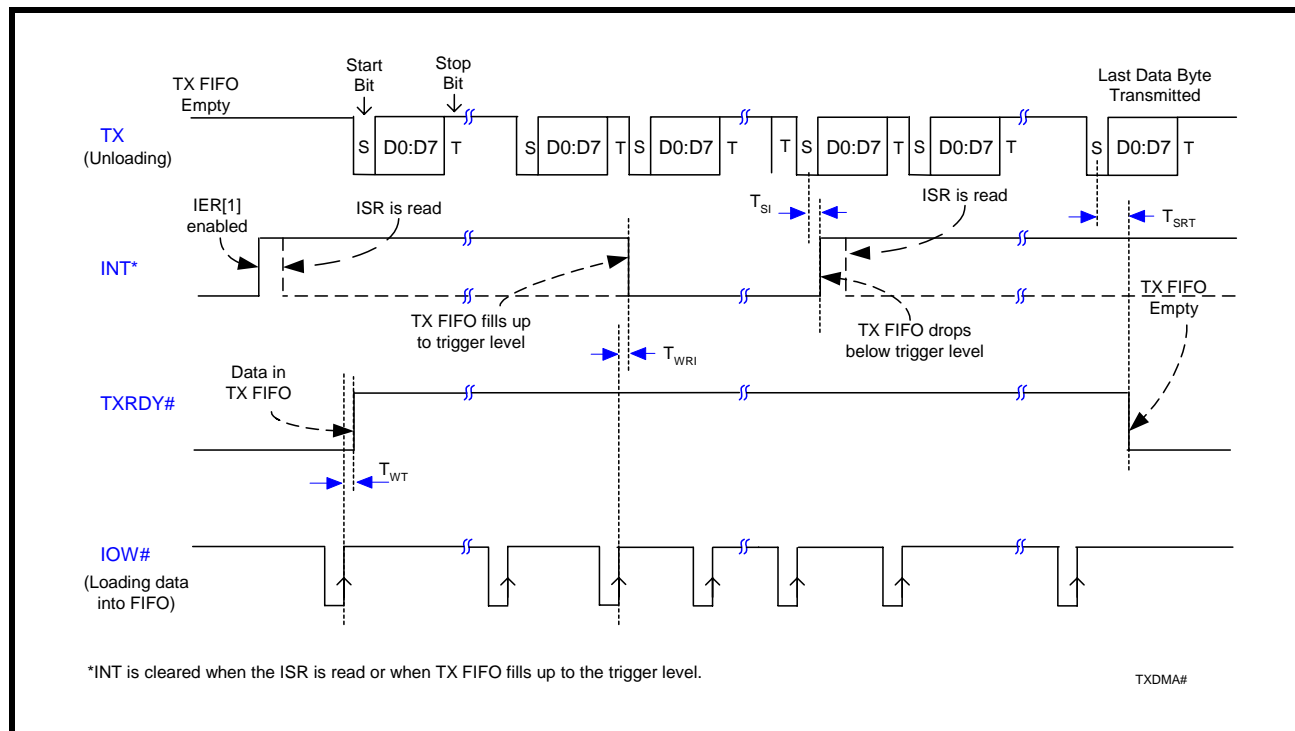 TX FIFO
Empty
Start
Bit
Stop
Bit
Last Data Byte
Transmitted
TX
(Unloading)
S D0:D7 T S D0:D7 T S D0:D7 T T S D0:D7 T S D0:D7 T S D0:D7 T
IER[1]
enabled
ISR is read
TSI
ISR is read
TSRT
INT*
TX FIFO fills up
to trigger level
TX FIFO drops
below trigger level
TX FIFO
Empty
TWRI
Data in
TX FIFO
TXRDY#
TWT
IOW#
(Loading data
into FIFO)
*INT is cleared when the ISR is read or when TX FIFO fills up to the trigger level.
TXDMA#